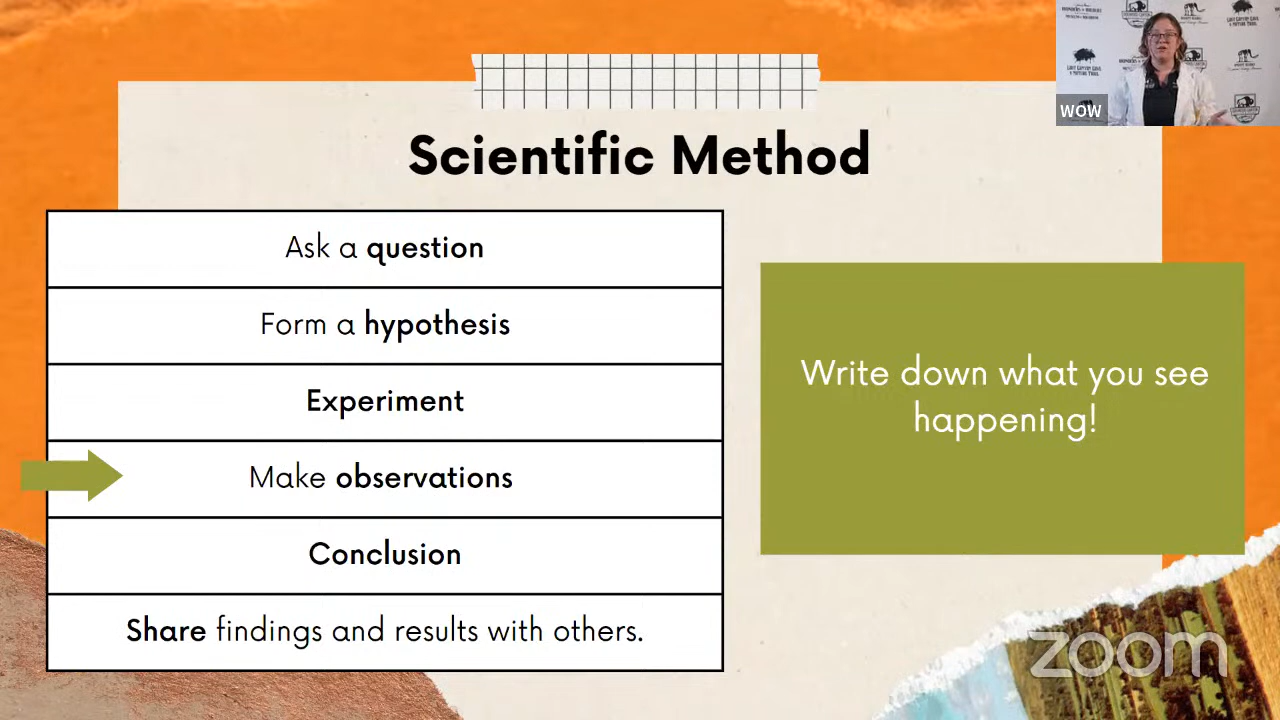 Scientific Method
Ask a question
Form a hypothesis
Experiment
Make observations
Conclusion
Share findings and results with others.
Write down what you see
happening!
WOW
zoom